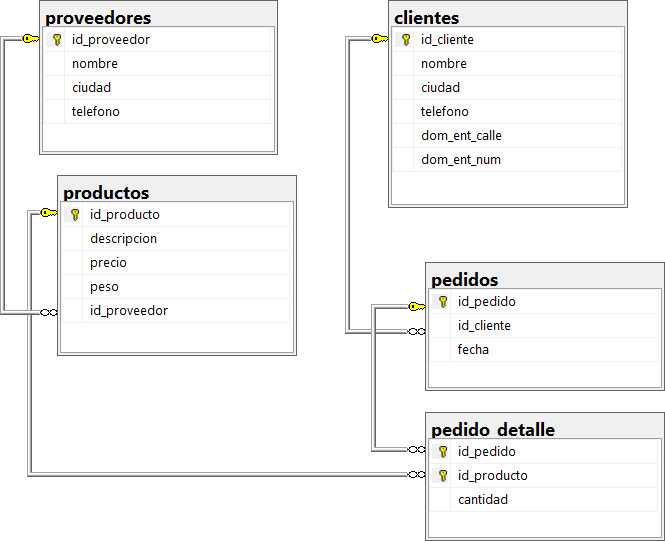 proveedores
id_proveedor
nombre
ciudad
telefono
clientes
id_cliente
nombre
ciudad
telefono
dom_ent_calle
dom_ent_num
productos
id_producto
descripcion
precio
peso
id_proveedor
pedidos
id_pedido
id_cliente
fecha
pedido_detalle
id_pedido
id_producto
cantidad